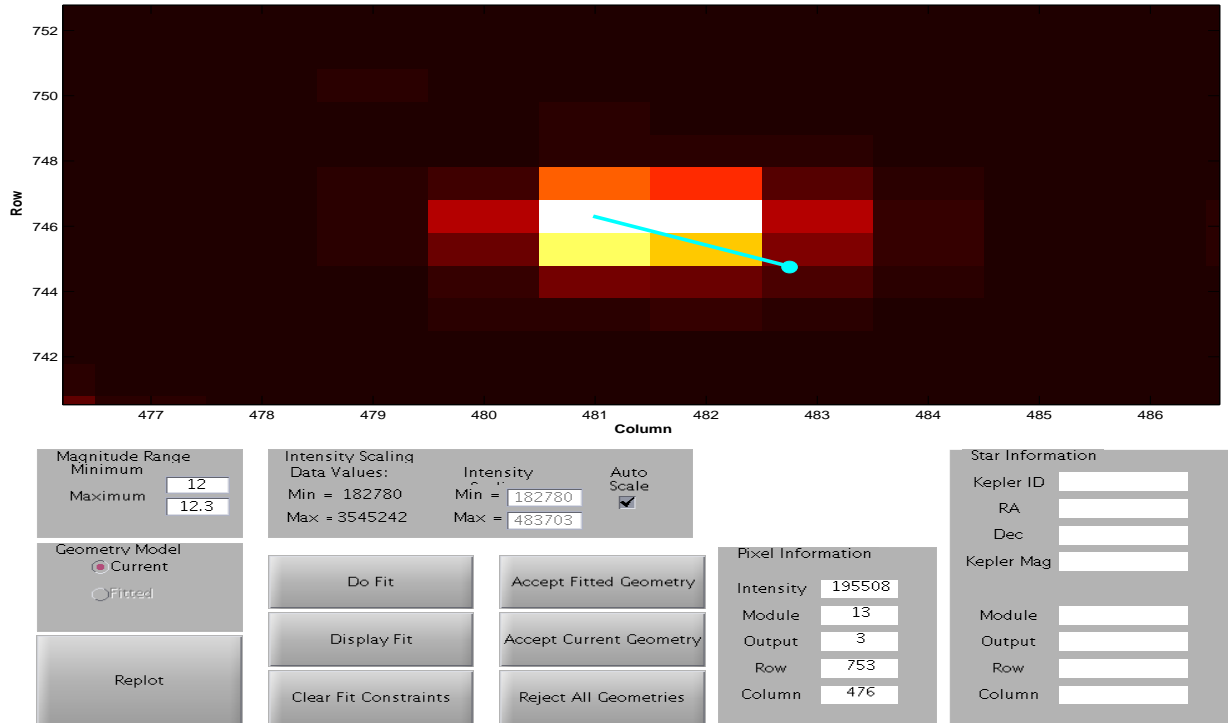 752
750
748
746
744
742
Row
477 478 479 480 481 482 483 484 485 486
Column
Magnitude Range
Minimum 12
Maximum 12.3
Geometry Model
Current
Fitted
Replot
Intensity Scaling
Data Values:
Min = 182780
Max = 3545242
Intensity
Min = 182780
Max = 483703
Auto
Scale
Do Fit
Display Fit
Clear Fit Constraints
Accept Fitted Geometry
Accept Current Geometry
Reject All Geometries
Pixel Information
Intensity 195508
Module 13
Output 3
Row 753
Column 476
Star Information
Kepler ID
RA
Dec
Kepler Mag
Module
Output
Row
Column